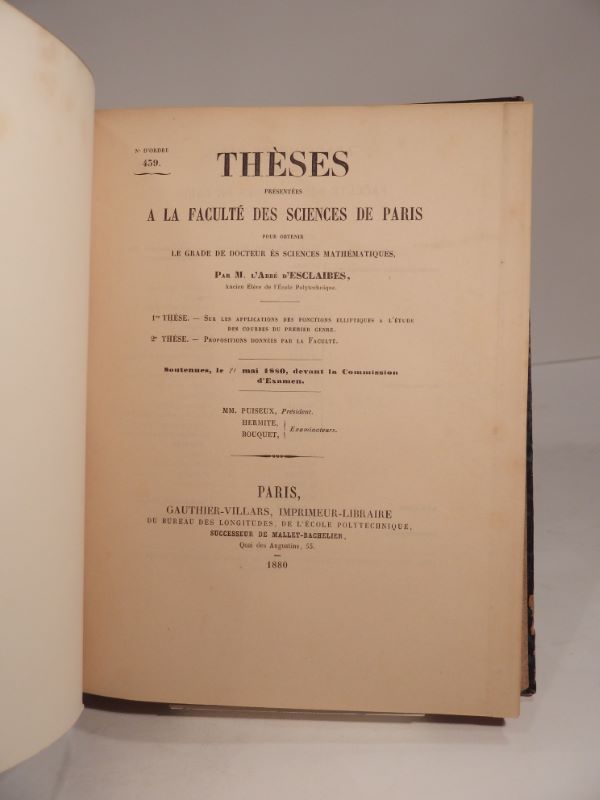 N° D'ORDRE
439.
THÈSES
PRÉSENTÉES
A LA FACULTÉ DES SCIENCES DE PARIS
POUR OBTENIR
LE GRADE DE DOCTEUR ÈS SCIENCES MATHÉMATIQUES,
PAR M. L'ABBÉ D'ESCLAIBES,
Ancien Élève de l'École Polytechnique.
1re THÈSE. — SUR LES APPLICATIONS DES FONCTIONS ELLIPTIQUES A L'ÉTUDE
DES COURBES DU PREMIER GENRE.
2e THÈSE. — PROPOSITIONS DONNÉES PAR LA FACULTÉ.
Soutenues, le mai 1880, devant la Commission
d'Examen.
MM. PUISEUX, Président.
HERMITE,
BOUQUET, Examinateurs.
PARIS,
GAUTHIER-VILLARS, IMPRIMEUR-LIBRAIRE
DU BUREAU DES LONGITUDES, DE L'ÉCOLE POLYTECHNIQUE,
SUCCESSEUR DE MALLET-BACHELIER,
Quai des Augustins, 55.
1880